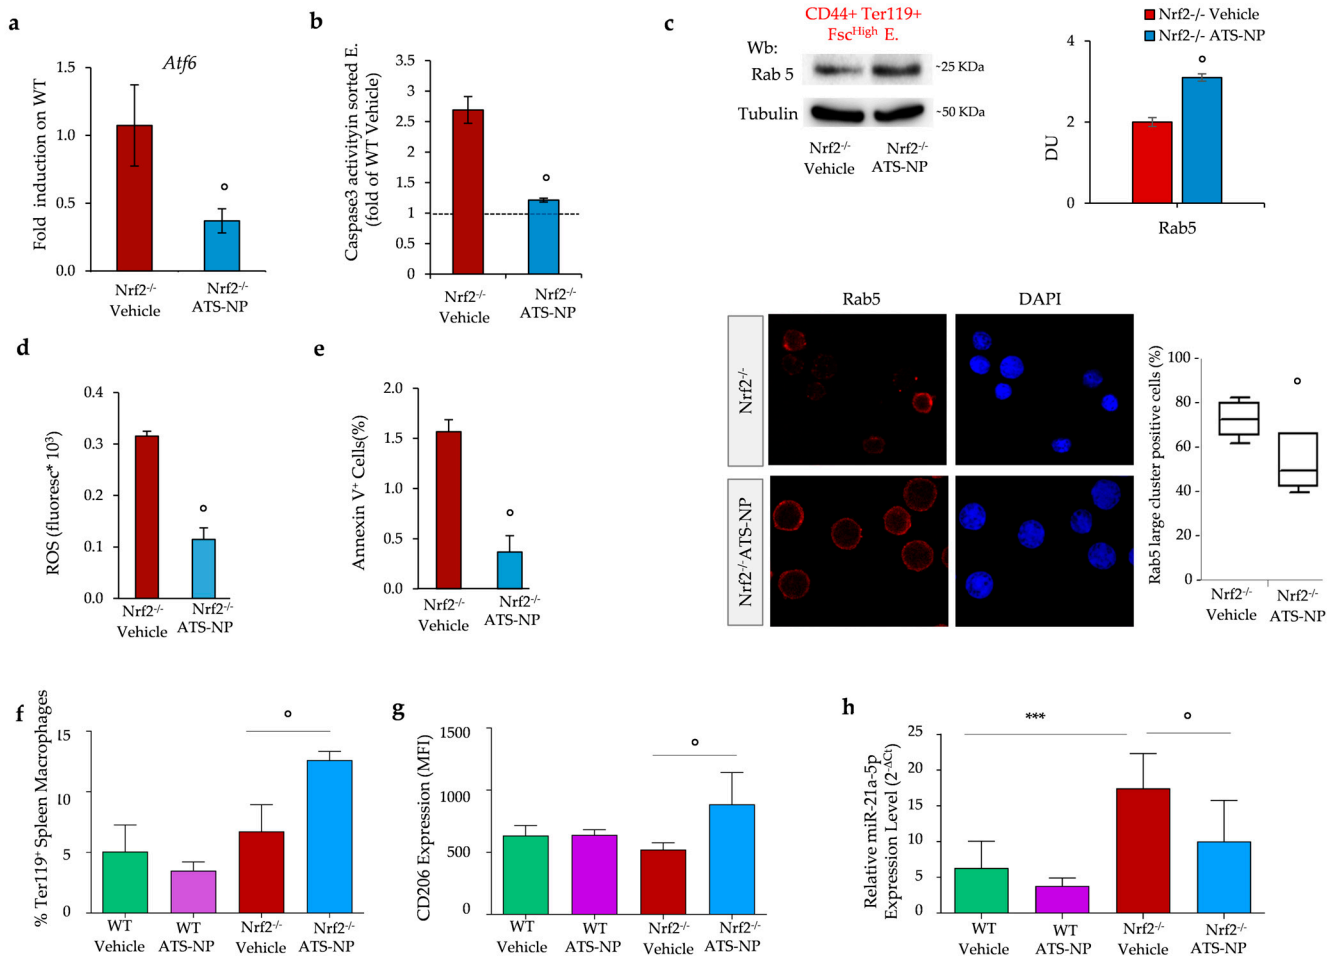 a
Atf6
Fold induction on WT
1.5
1.0
0.5
0.0
Nrf2-/-
Vehicle
Nrf2-/-
ATS-NP
b
Caspase3 activityin sorted E.
(fold of WT Vehicle)
3.5
3
2.5
2
1.5
1
0.5
0
Nrf2-/-
Vehicle
Nrf2-/-
ATS-NP
c
CD44+ Ter119+
FscHigh E.
Wb:
Rab 5
~25 KDa
Tubulin
~50 KDa
Nrf2-/-
Vehicle
Nrf2-/-
ATS-NP
Nrf2-/- Vehicle
Nrf2-/- ATS-NP
DU
4
2
0
Rab5
Rab5
DAPI
Nrf2-/-
Nrf2-/- ATS-NP
Rab5 large cluster positive cells (%)
100
80
60
40
20
0
Nrf2-/-
Vehicle
Nrf2-/-
ATS-NP
d
ROS (fluoresc* 103)
0.4
0.3
0.2
0.1
0.0
Nrf2-/-
Vehicle
Nrf2-/-
ATS-NP
e
Annexin V+ Cells(%)
2.0
1.5
1.0
0.5
0.0
Nrf2-/-
Vehicle
Nrf2-/-
ATS-NP
f
% Ter119+ Spleen Macrophages
15
10
5
0
WT
Vehicle
WT
ATS-NP
Nrf2-/-
Vehicle
Nrf2-/-
ATS-NP
g
CD206 Expression (MFI)
1500
1000
500
0
WT
Vehicle
WT
ATS-NP
Nrf2-/-
Vehicle
Nrf2-/-
ATS-NP
h
Relative miR-21a-5p
Expression Level (2-ΔCt)
***
25
20
15
10
5
0
WT
Vehicle
WT
ATS-NP
Nrf2-/-
Vehicle
Nrf2-/-
ATS-NP